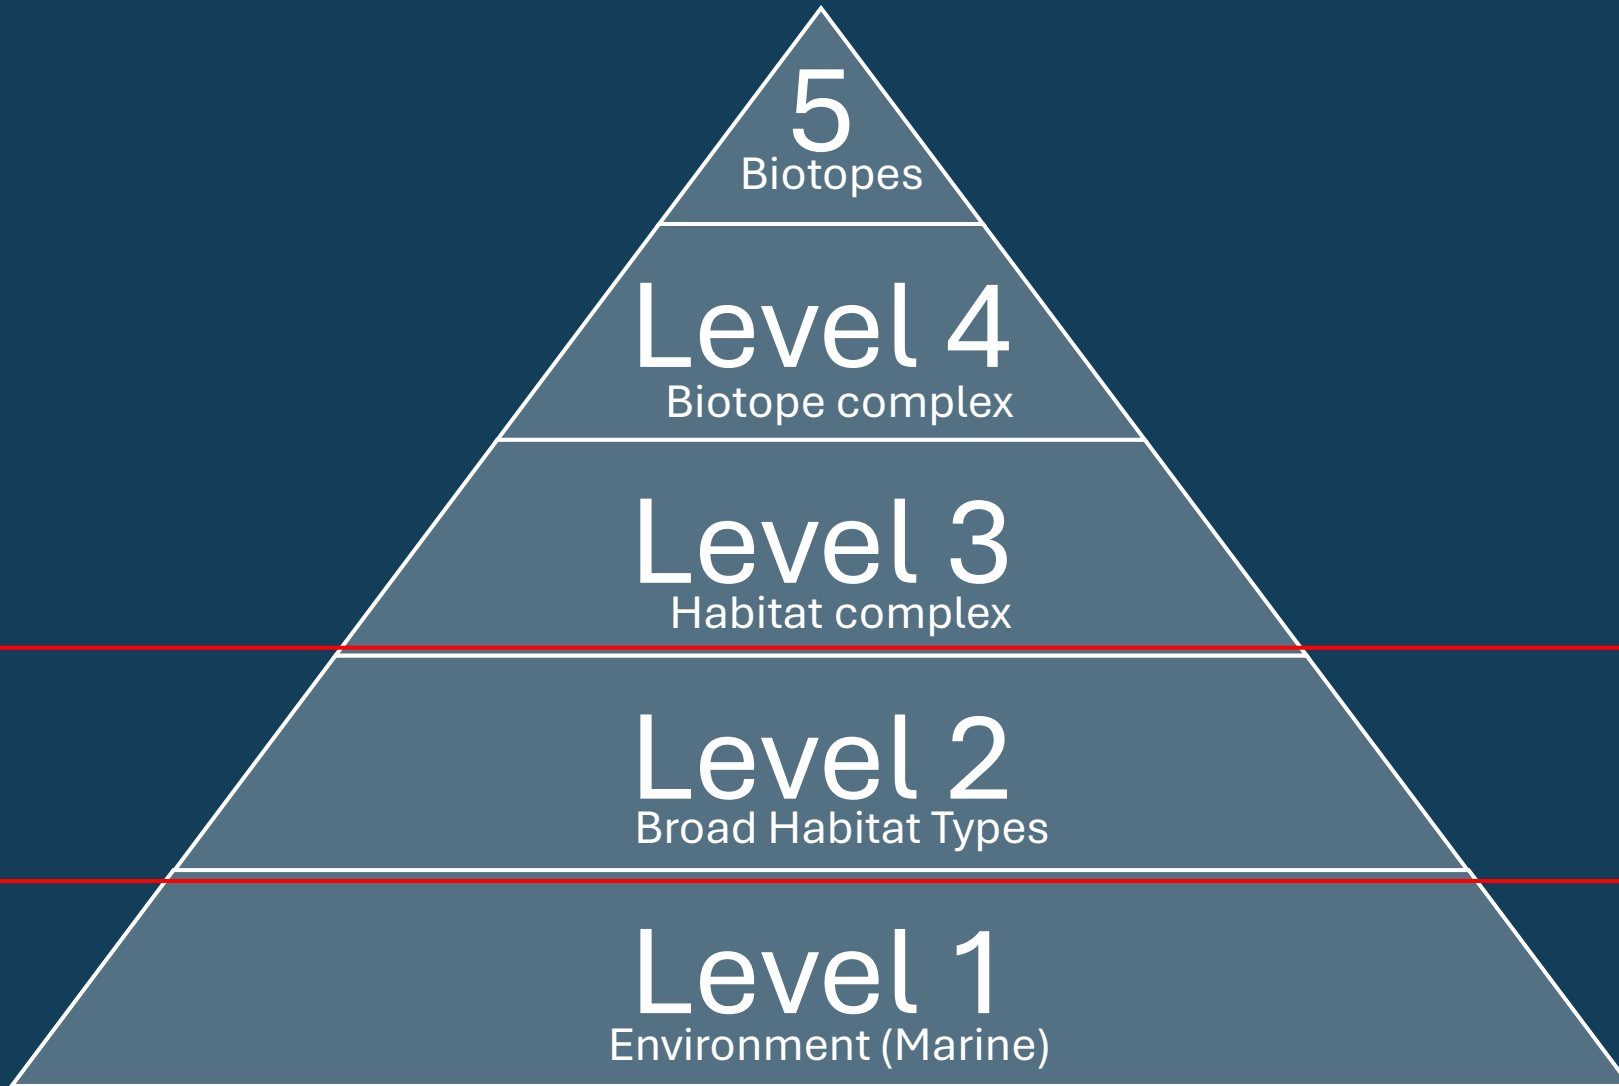 5
Biotopes
Level 4
Biotope complex
Level 3
Habitat complex
Level 2
Broad Habitat Types
Level 1
Environment (Marine)